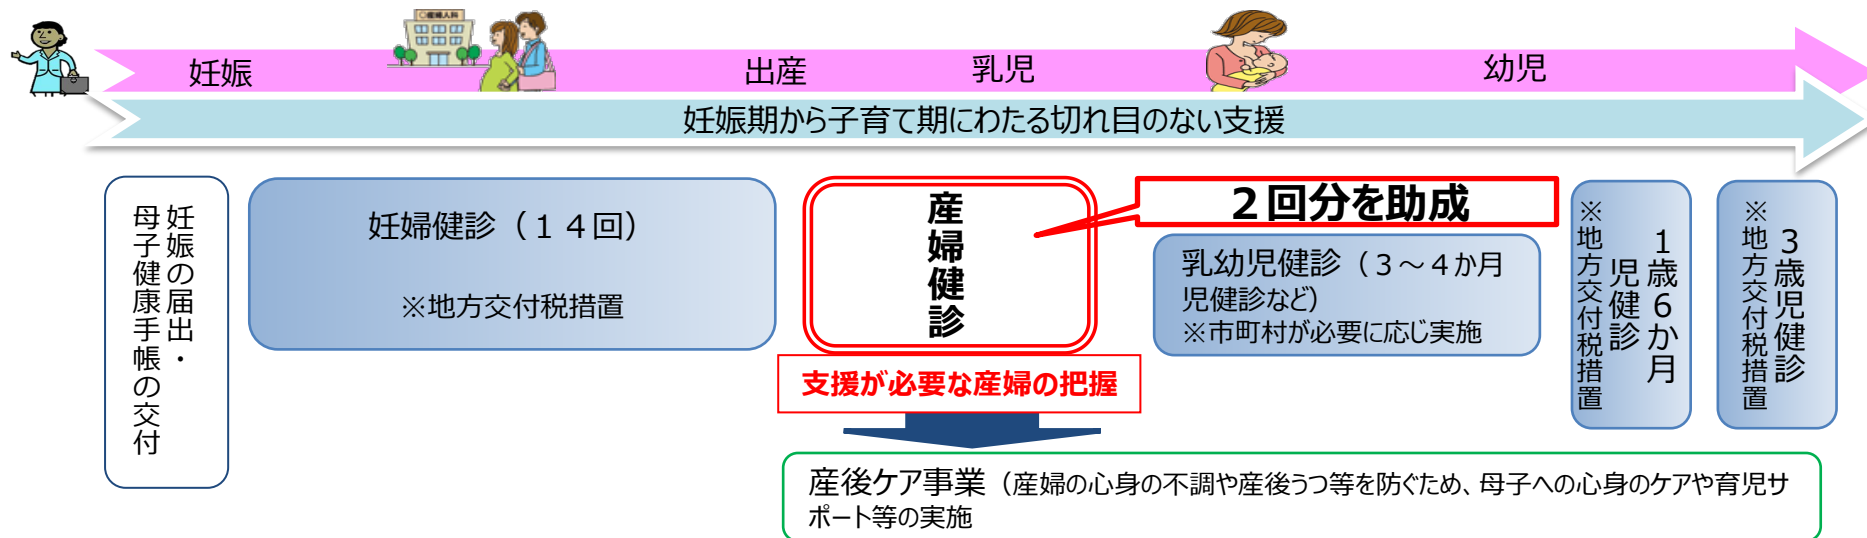 ○産婦人科
妊娠
出産
乳児
幼児
妊娠期から子育て期にわたる切れ目のない支援
妊娠の届出・
母子健康手帳の交付
妊婦健診（１４回）
※地方交付税措置
産婦健診
２回分を助成
乳幼児健診（３～４か月
児健診など）
※市町村が必要に応じ実施
１歳６か月
児健診
※地方交付税措置
３歳児健診
※地方交付税措置
支援が必要な産婦の把握
産後ケア事業（産婦の心身の不調や産後うつ等を防ぐため、母子への心身のケアや育児サ
ポート等の実施